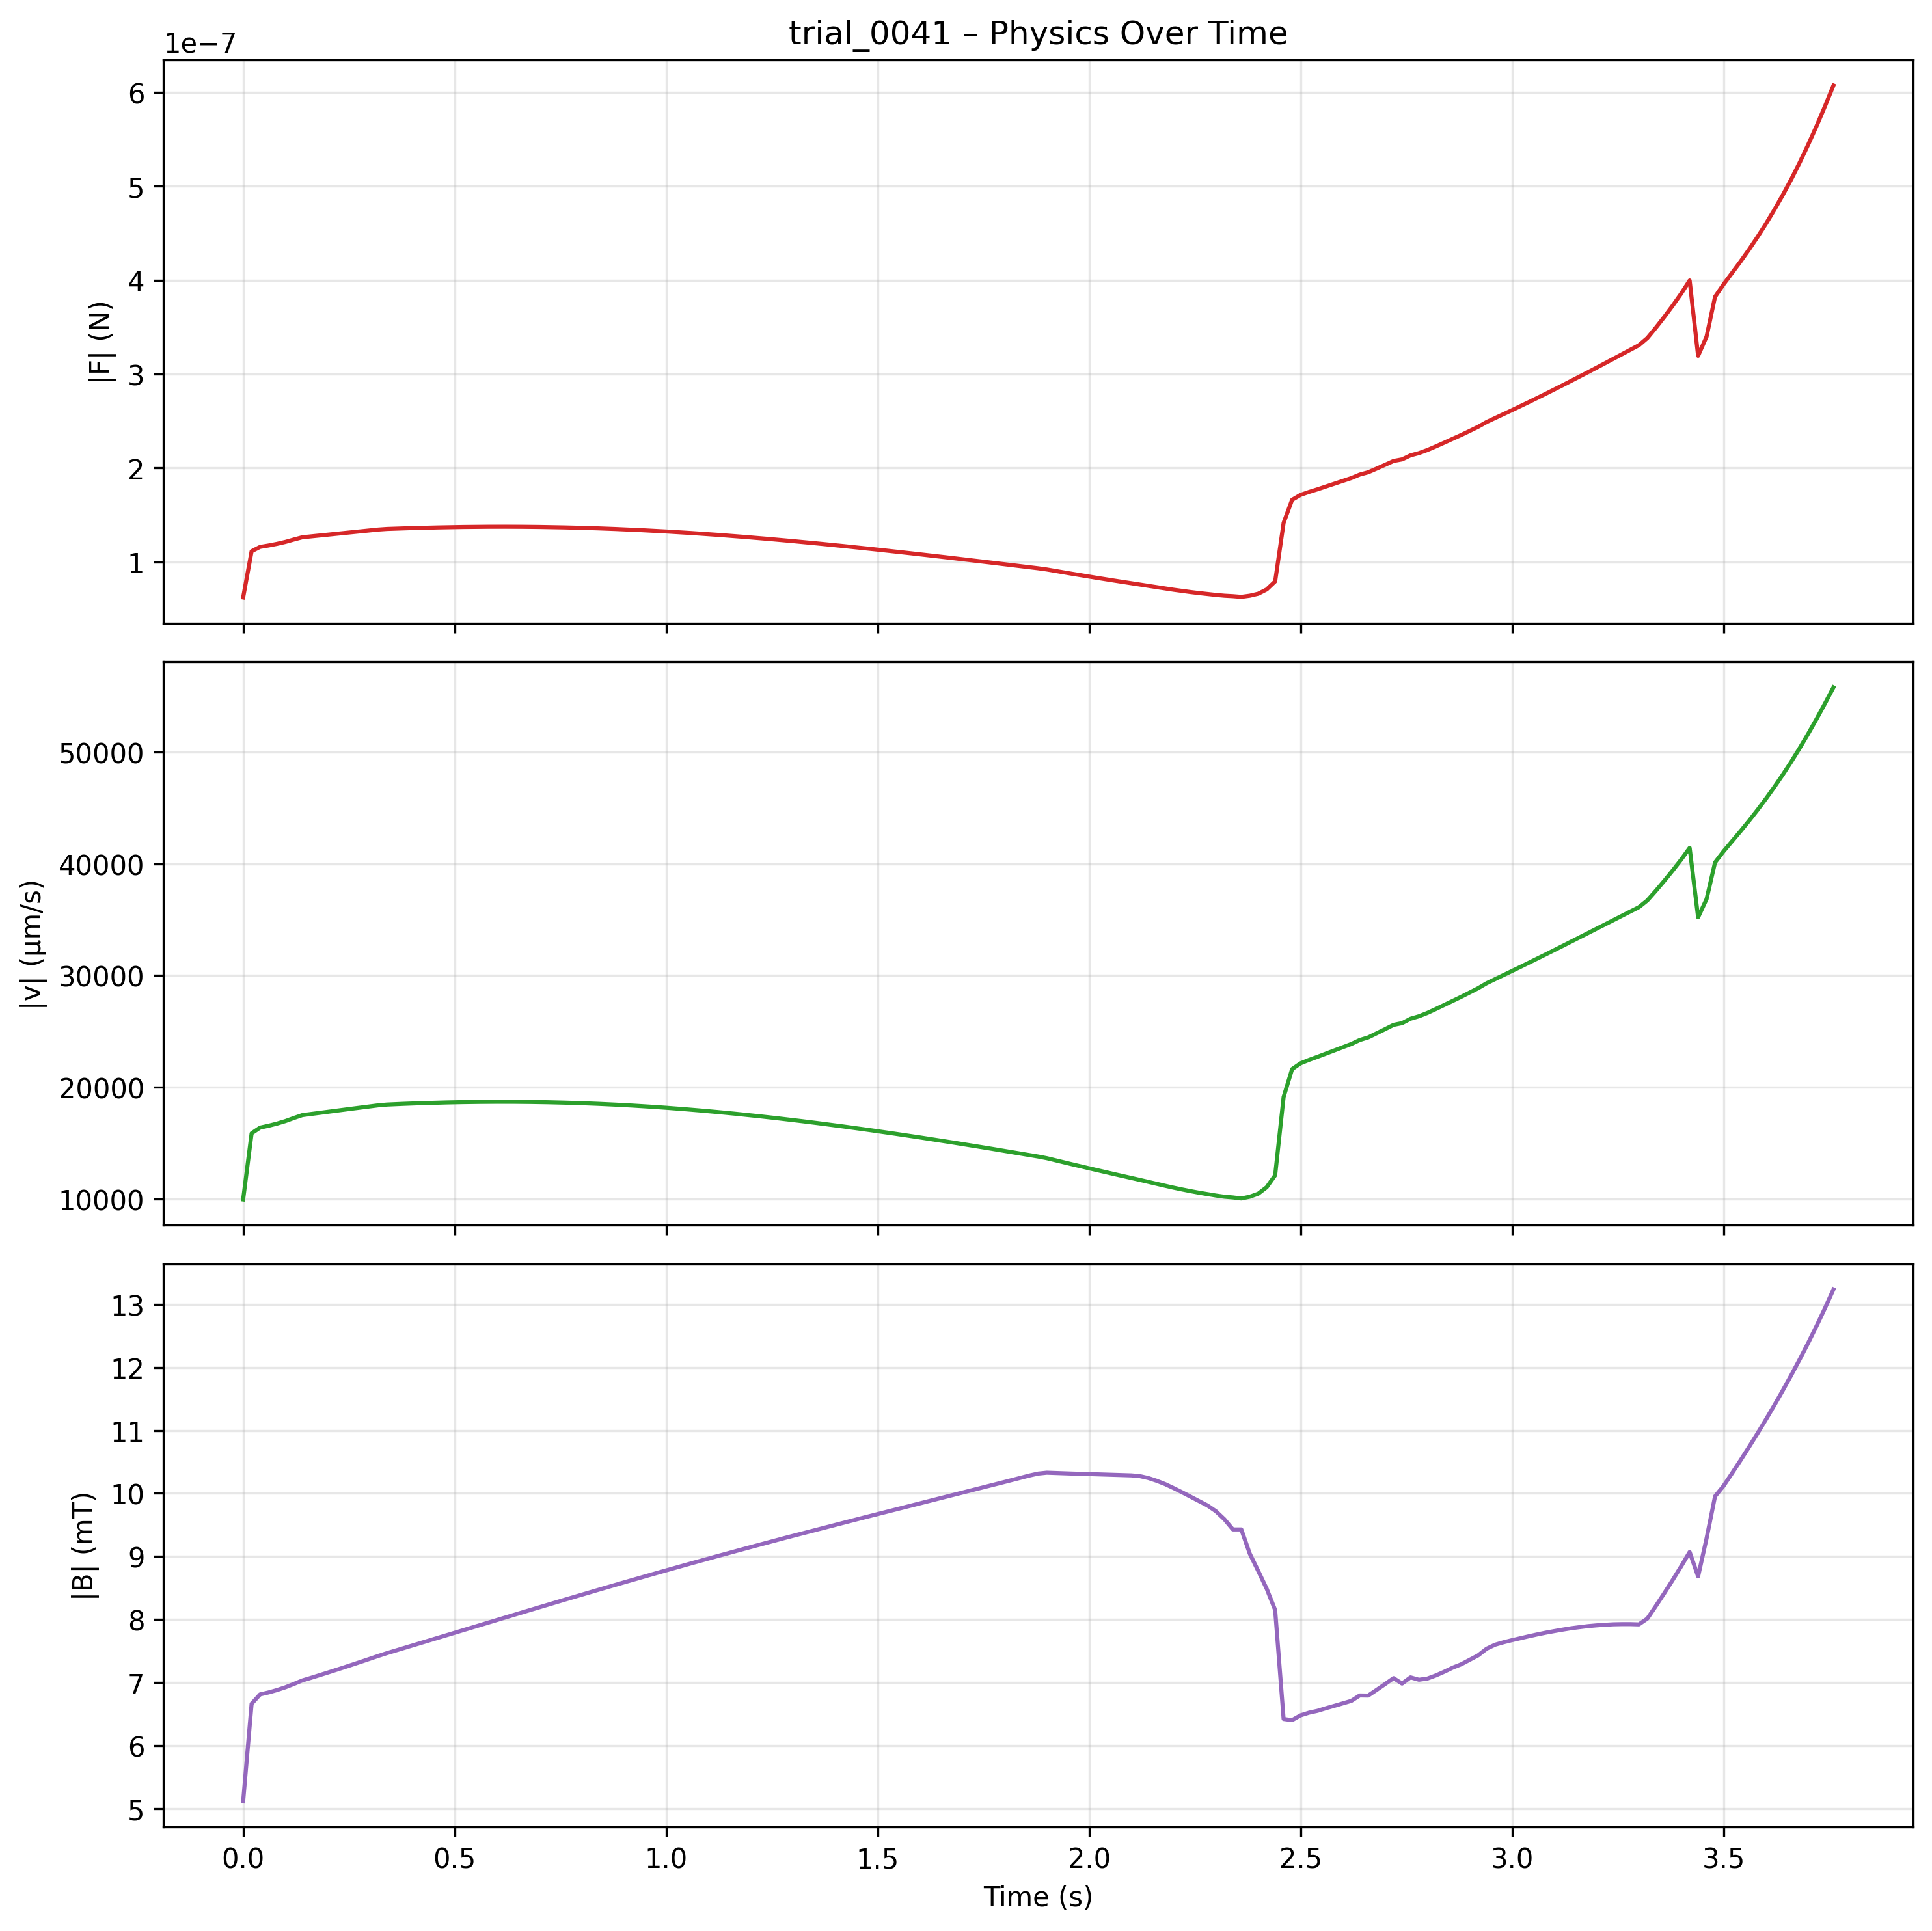 trial_0041 – Physics Over Time
1e−7
|F| (N)
6
5
4
3
2
1
|v| (μm/s)
50000
40000
30000
20000
10000
|B| (mT)
13
12
11
10
9
8
7
6
5
0.0 0.5 1.0 1.5 2.0 2.5 3.0 3.5
Time (s)